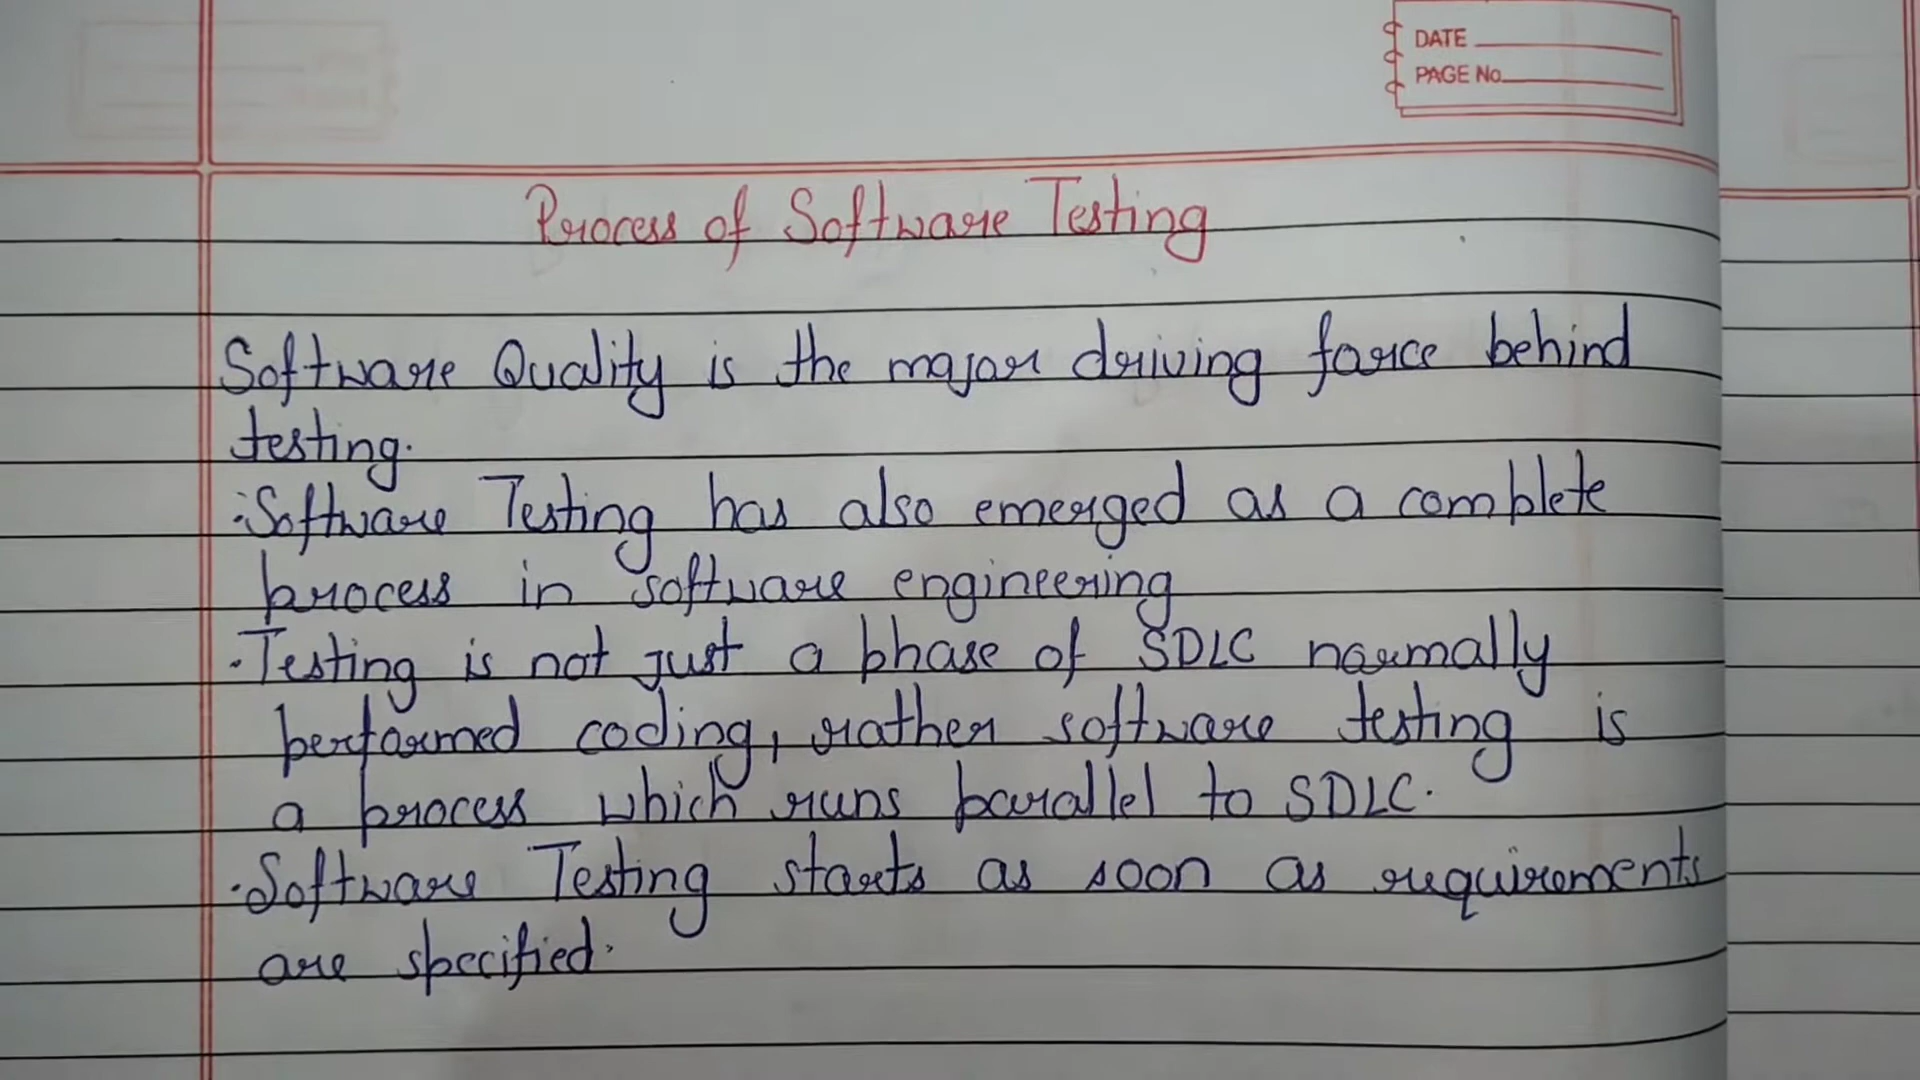 DATE
PAGE No.
Process of Software Testing
Software Quality is the major driving force behind
testing.
·Software Testing has also emerged as a complete
process in software engineering
·Testing is not just a phase of SDLC normally
performed coding, rather software testing is
a process which runs parallel to SDLC.
·Software Testing starts as soon as requirements
are specified.